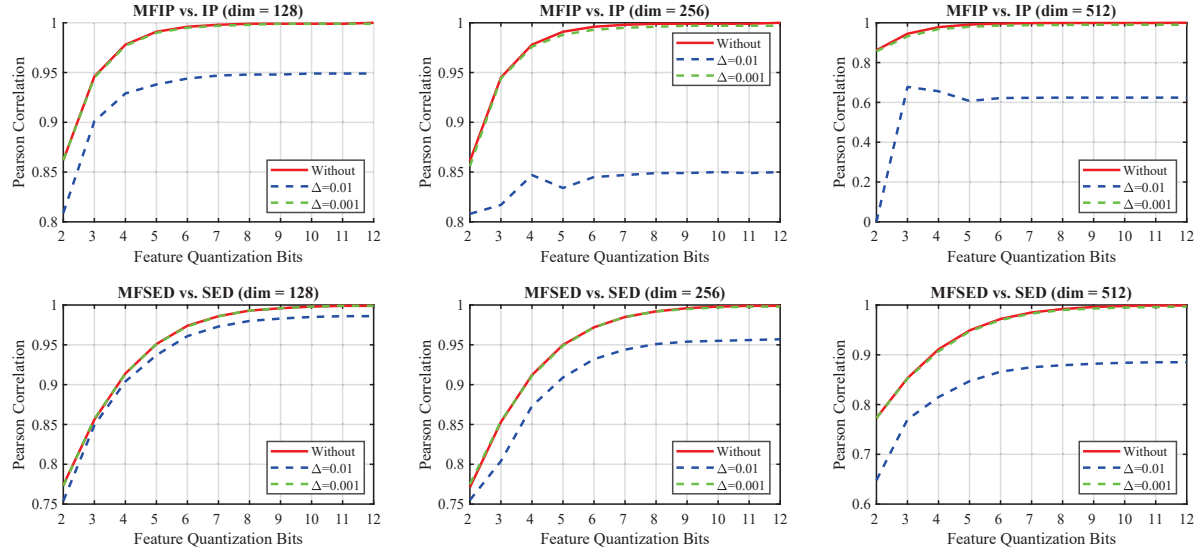 MFIP vs. IP (dim = 128)
1
0.95
0.9
0.85
0.8
Pearson Correlation
Without
Δ=0.01
Δ=0.001
2 3 4 5 6 7 8 9 10 11 12
Feature Quantization Bits
MFIP vs. IP (dim = 256)
1
0.95
0.9
0.85
0.8
Pearson Correlation
Without
Δ=0.01
Δ=0.001
2 3 4 5 6 7 8 9 10 11 12
Feature Quantization Bits
MFIP vs. IP (dim = 512)
1
0.8
0.6
0.4
0.2
0
Pearson Correlation
Without
Δ=0.01
Δ=0.001
2 3 4 5 6 7 8 9 10 11 12
Feature Quantization Bits
MFSED vs. SED (dim = 128)
1
0.95
0.9
0.85
0.8
0.75
Pearson Correlation
Without
Δ=0.01
Δ=0.001
2 3 4 5 6 7 8 9 10 11 12
Feature Quantization Bits
MFSED vs. SED (dim = 256)
1
0.95
0.9
0.85
0.8
0.75
Pearson Correlation
Without
Δ=0.01
Δ=0.001
2 3 4 5 6 7 8 9 10 11 12
Feature Quantization Bits
MFSED vs. SED (dim = 512)
1
0.9
0.8
0.7
0.6
Pearson Correlation
Without
Δ=0.01
Δ=0.001
2 3 4 5 6 7 8 9 10 11 12
Feature Quantization Bits